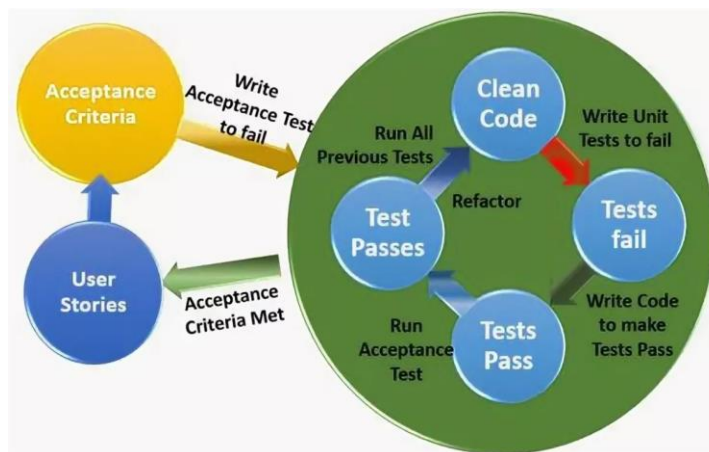 Acceptance
Criteria
Write
Acceptance Test
to fail
User
Stories
Acceptance
Criteria Met
Clean
Code
Write Unit
Tests to fail
Tests
fail
Write Code
to make
Tests Pass
Tests
Pass
Run
Acceptance
Test
Test
Passes
Run All
Previous Tests
Refactor